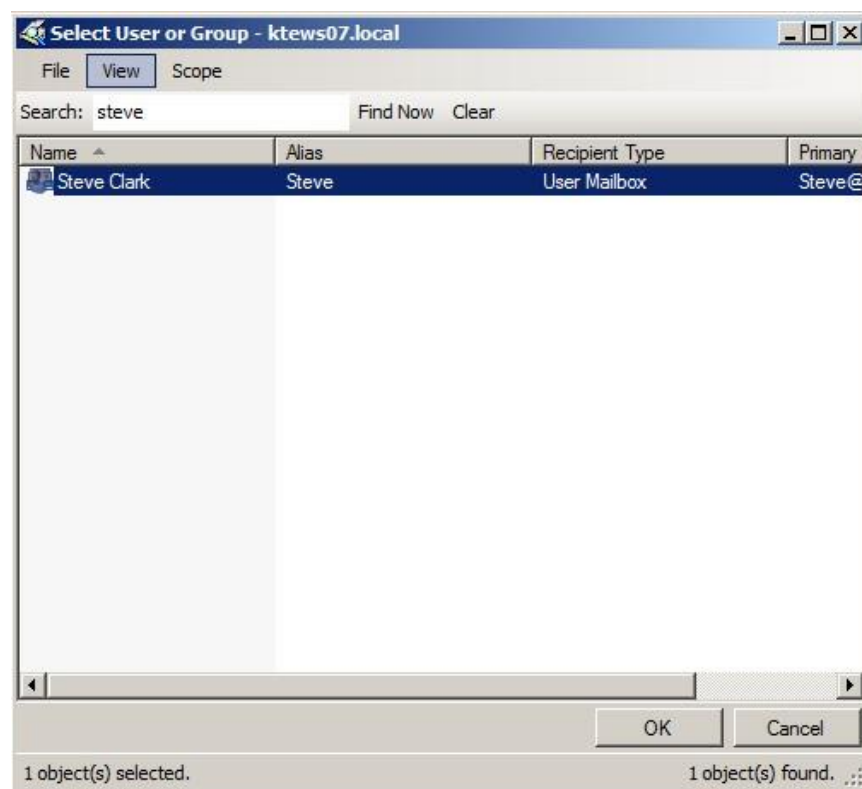 Select User or Group - ktews07.local
File View Scope
Search: steve Find Now Clear
Name Alias Recipient Type Primary
Steve Clark Steve User Mailbox Steve@
OK Cancel
1 object(s) selected. 1 object(s) found.